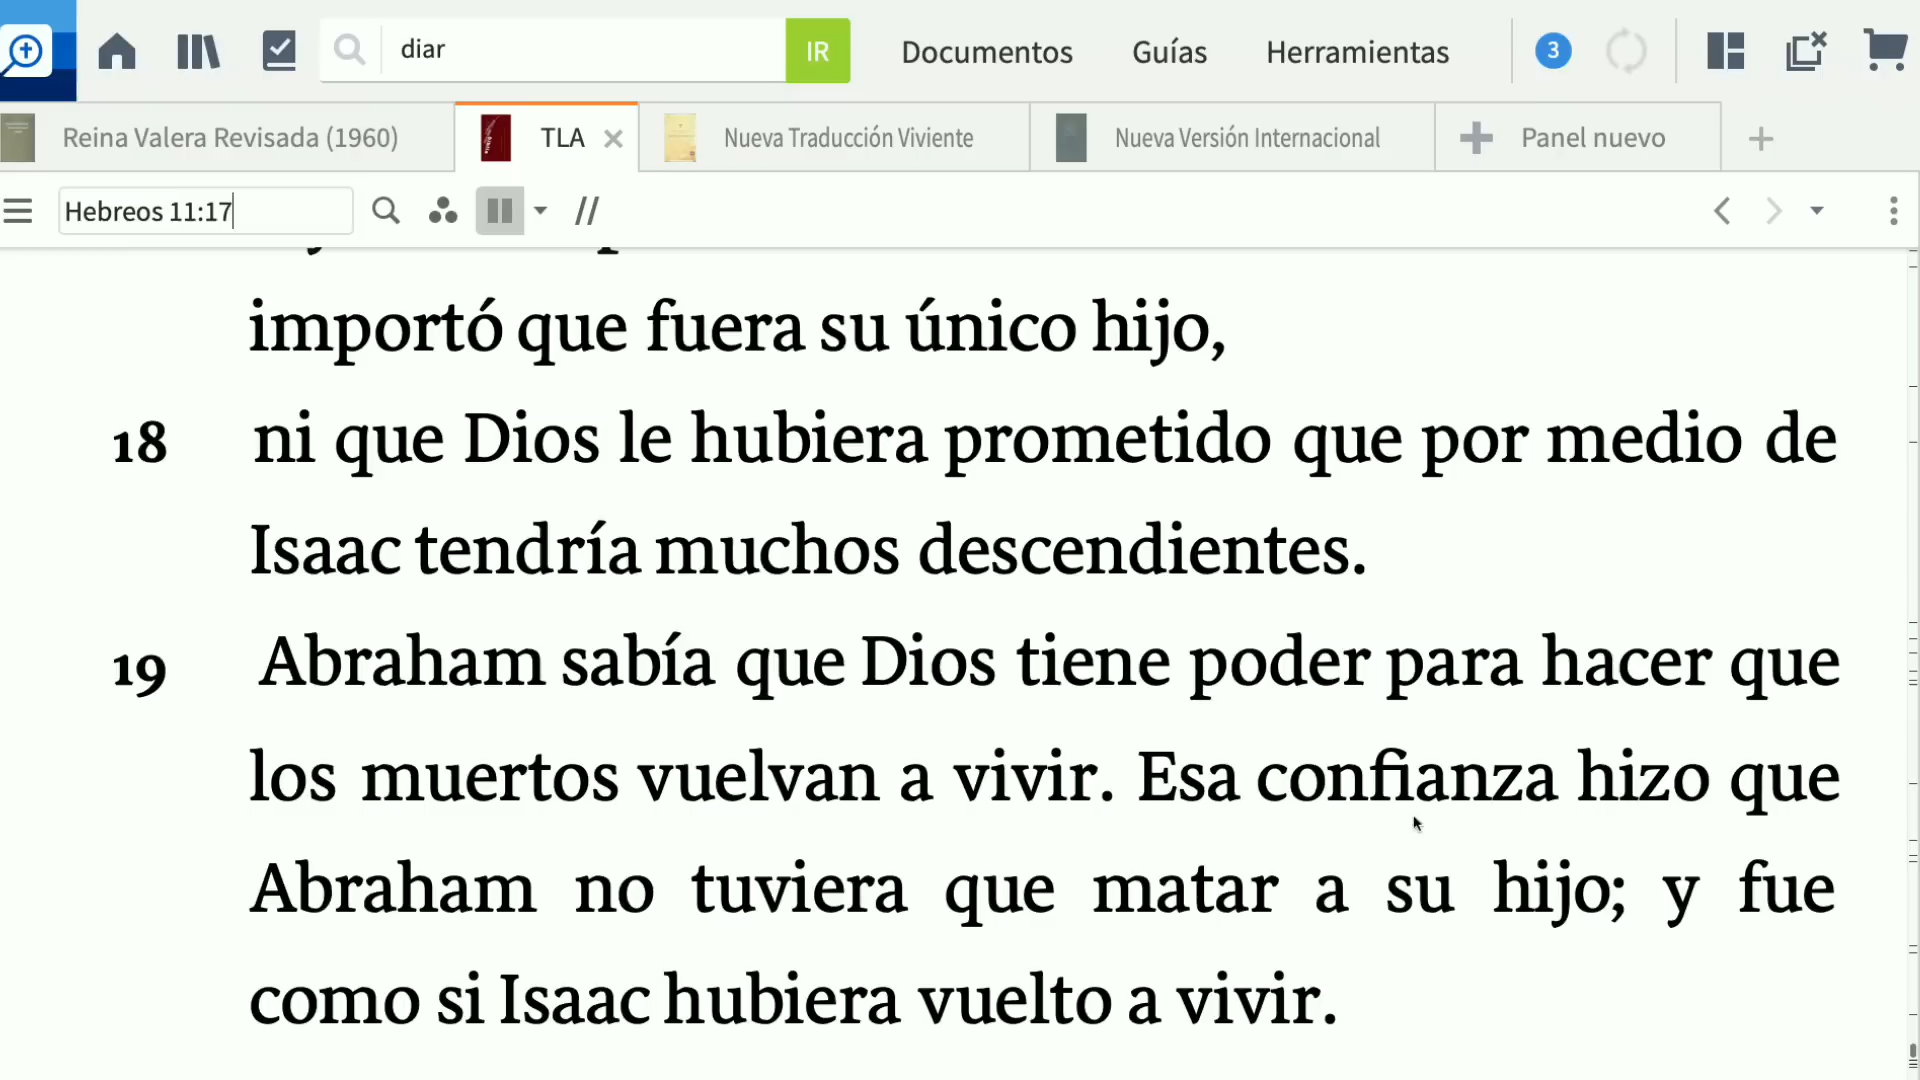 diar
IR
Documentos
Guías
Herramientas
3
Reina Valera Revisada (1960)
TLA
Nueva Traducción Viviente
Nueva Versión Internacional
Panel nuevo
Hebreos 11:17
importó que fuera su único hijo,
18 ni que Dios le hubiera prometido que por medio de
Isaac tendría muchos descendientes.
19 Abraham sabía que Dios tiene poder para hacer que
los muertos vuelvan a vivir. Esa confianza hizo que
Abraham no tuviera que matar a su hijo; y fue
como si Isaac hubiera vuelto a vivir.